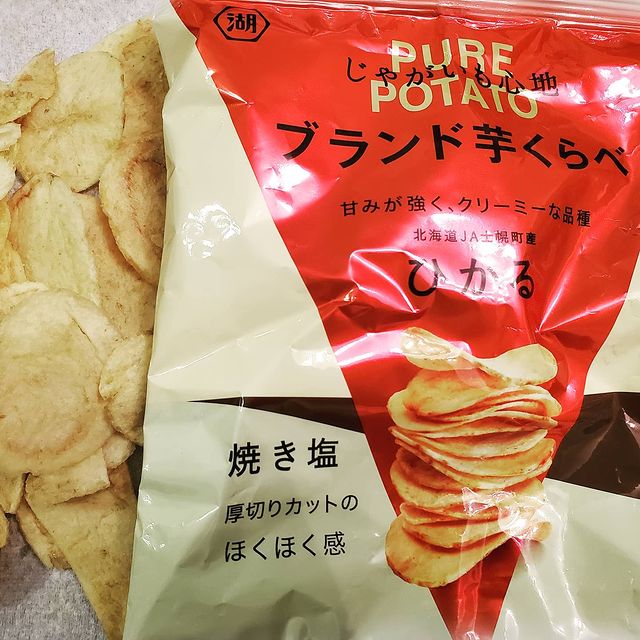 湖
PURE
じゃがいも心地
POTATO
ブランド芋くらべ
甘みが強く、クリーミーな品種
北海道JA士幌町産
ひかる
焼き塩
厚切りカットの
ほくほく感